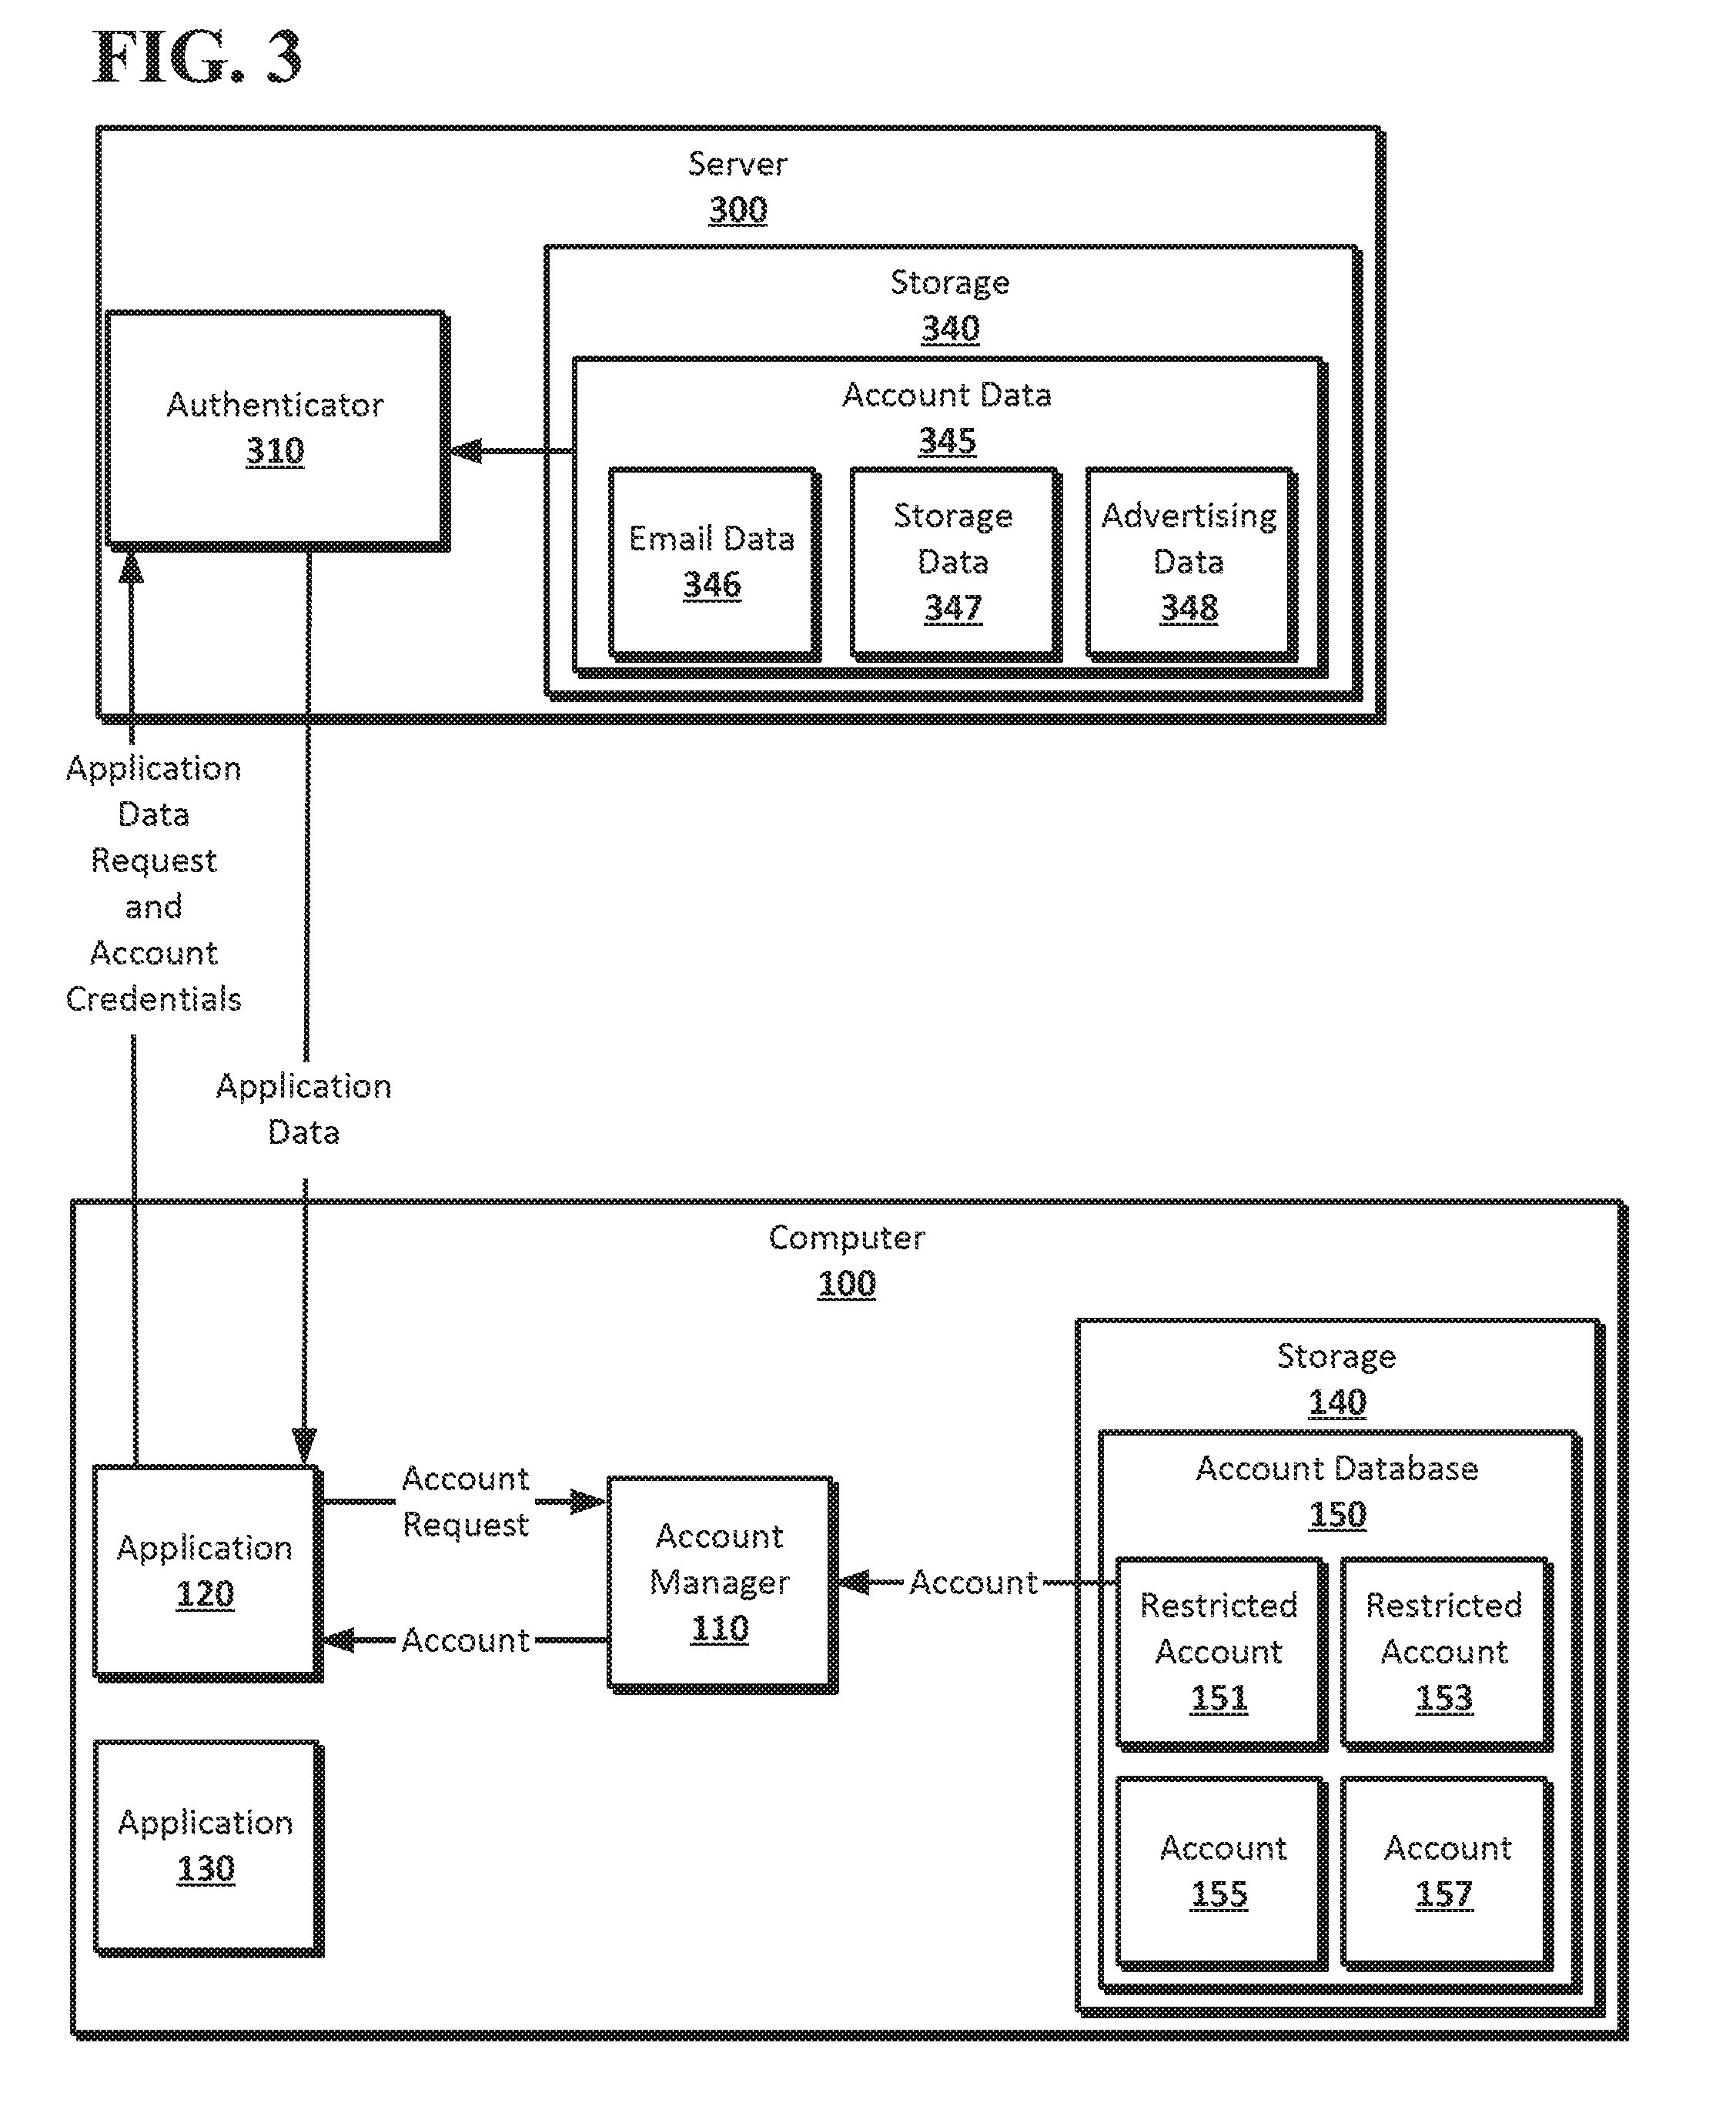 FIG. 3
Server
300
Storage
340
Account Data
345
Authenticator
310
Email Data
346
Storage
Data
347
Advertising
Data
348
Application
Data
Request
and
Account
Credentials
Application
Data
Computer
100
Storage
140
Account Database
150
Application
120
Account
Request
Account
Account
Manager
110
Account
Restricted
Account
151
Restricted
Account
153
Application
130
Account
155
Account
157